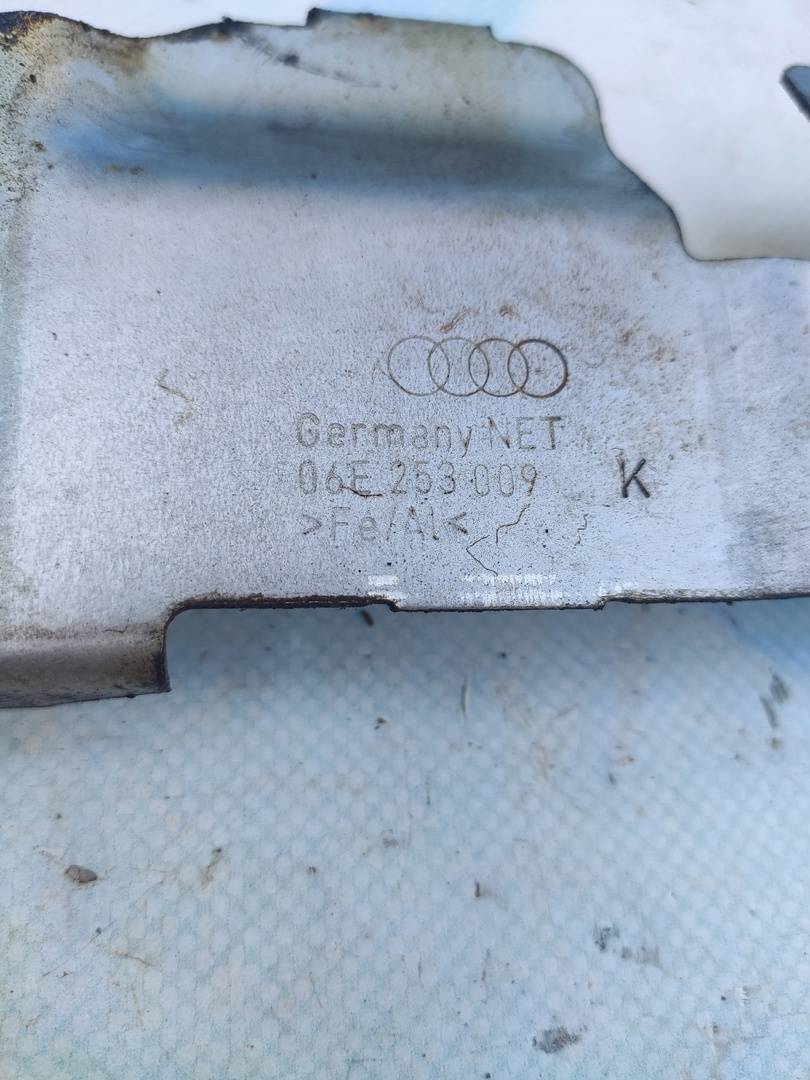 Germany NET
06E 253 009 K
>Fe/Al<